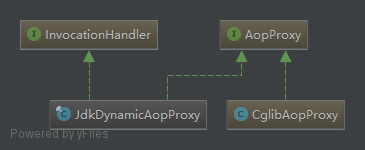 I InvocationHandler
I AopProxy
C JdkDynamicAopProxy
C CglibAopProxy
Powered by yFiles